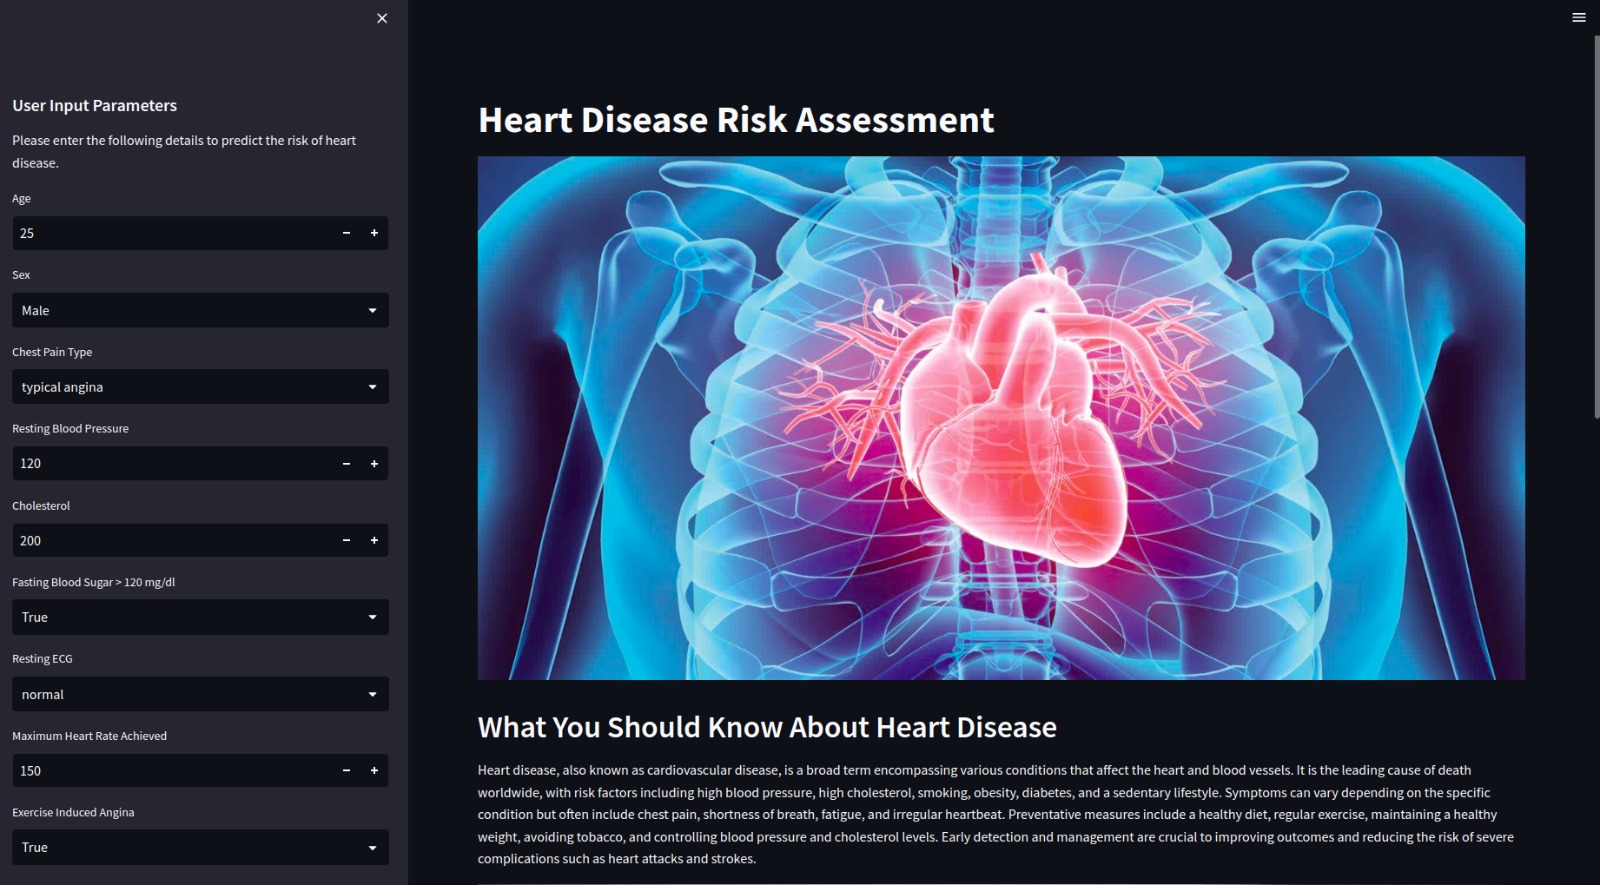 User Input Parameters
Please enter the following details to predict the risk of heart
disease.
Age
25
Sex
Male
Chest Pain Type
typical angina
Resting Blood Pressure
120
Cholesterol
200
Fasting Blood Sugar > 120 mg/dl
True
Resting ECG
normal
Maximum Heart Rate Achieved
150
Exercise Induced Angina
True
Heart Disease Risk Assessment
What You Should Know About Heart Disease
Heart disease, also known as cardiovascular disease, is a broad term encompassing various conditions that affect the heart and blood vessels. It is the leading cause of death
worldwide, with risk factors including high blood pressure, high cholesterol, smoking, obesity, diabetes, and a sedentary lifestyle. Symptoms can vary depending on the specific
condition but often include chest pain, shortness of breath, fatigue, and irregular heartbeat. Preventative measures include a healthy diet, regular exercise, maintaining a healthy
weight, avoiding tobacco, and controlling blood pressure and cholesterol levels. Early detection and management are crucial to improving outcomes and reducing the risk of severe
complications such as heart attacks and strokes.